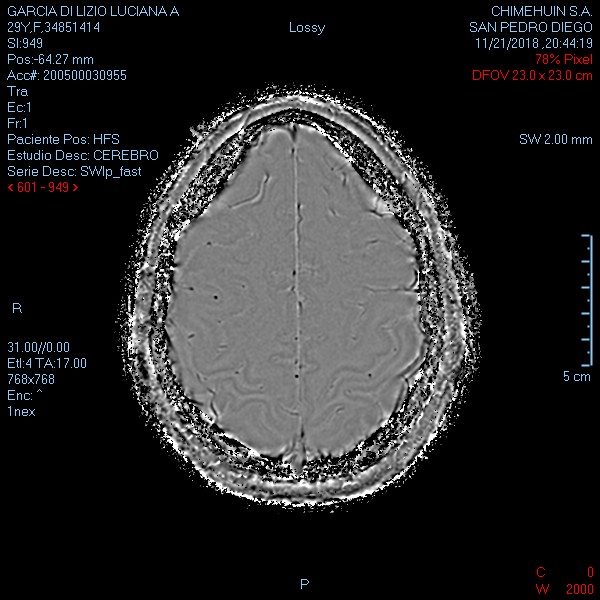 GARCIA DI LIZIO LUCIANA A
29Y,F,34851414
SI:949
Pos:-64.27 mm
Acc#: 200500030955
Tra
Ec:1
Fr:1
Paciente Pos: HFS
Estudio Desc: CEREBRO
Serie Desc: SWIp_fast
< 601 - 949 >
Lossy
CHIMEHUIN S.A.
SAN PEDRO DIEGO
11/21/2018 ,20:44:19
78% Pixel
DFOV 23.0 x 23.0 cm
SW 2.00 mm
R
31.00//0.00
Etl:4 TA:17.00
768x768
Enc: ^
1nex
5 cm
P
C 0
W 2000